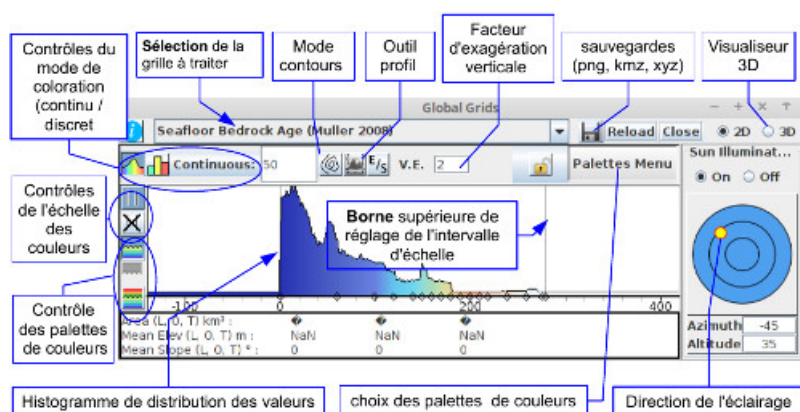 Contrôles du
mode de
coloration
(continu /
discret
Sélection de la
grille à traiter
Mode
contours
Outil
profil
Facteur
d'exagération
verticale
sauvegardes
(png, kmz, xyz)
Visualiseur
3D
Global Grids
Seafloor Bedrock Age (Muller 2008)
Reload Close 2D 3D
Continuous: 50 E/S V.E. 2 Palettes Menu
Sun Illuminat...
On Off
Contrôles
de l'échelle
des
couleurs
Borne supérieure de
réglage de l'intervalle
d'échelle
Contrôle
des palettes
de couleurs
-100 0 200 400
Area (L, O, T) km² :
Mean Elev (L, O, T) m : NaN NaN NaN
Mean Slope (L, O, T) ° : 0 0 0
Azimuth -45
Altitude 35
Histogramme de distribution des valeurs
choix des palettes de couleurs
Direction de l'éclairage